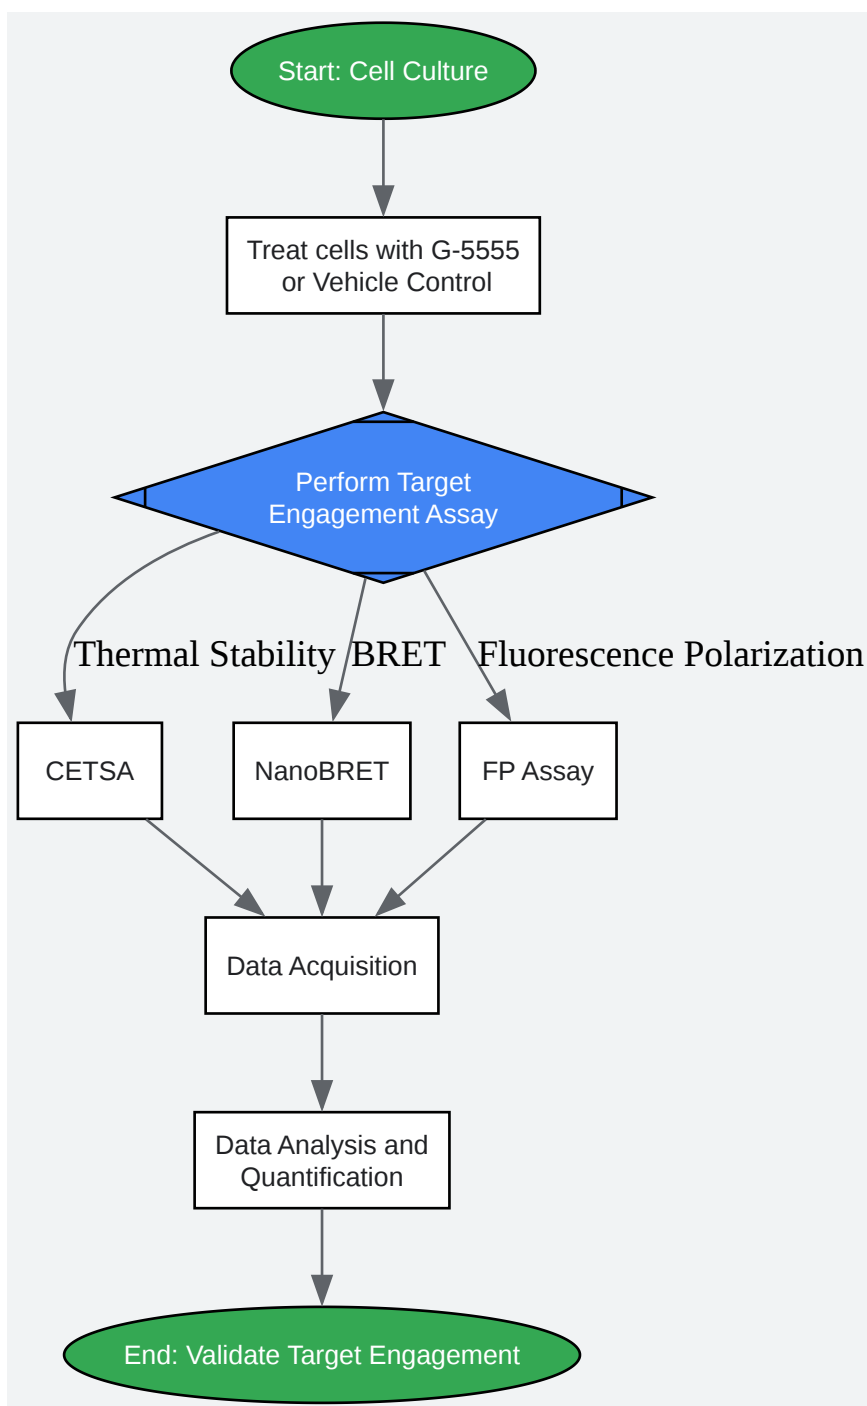 Start: Cell Culture
Treat cells with G-5555
or Vehicle Control
Perform Target
Engagement Assay
Thermal Stability
BRET
Fluorescence Polarization
CETSA
NanoBRET
FP Assay
Data Acquisition
Data Analysis and
Quantification
End: Validate Target Engagement